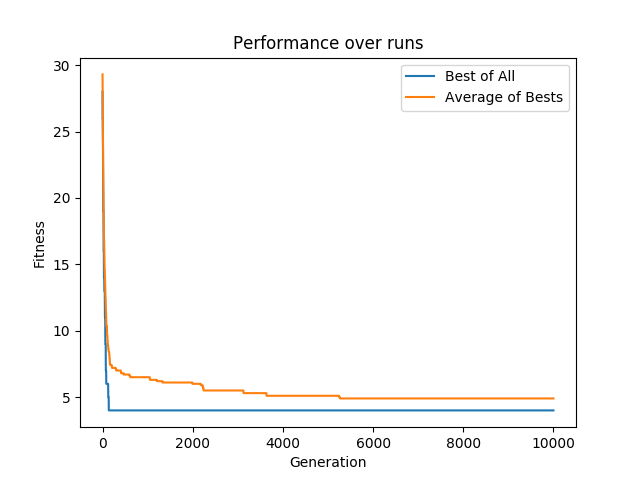 Performance over runs
Best of All
Average of Bests
30
25
20
15
10
5
Fitness
0 2000 4000 6000 8000 10000
Generation